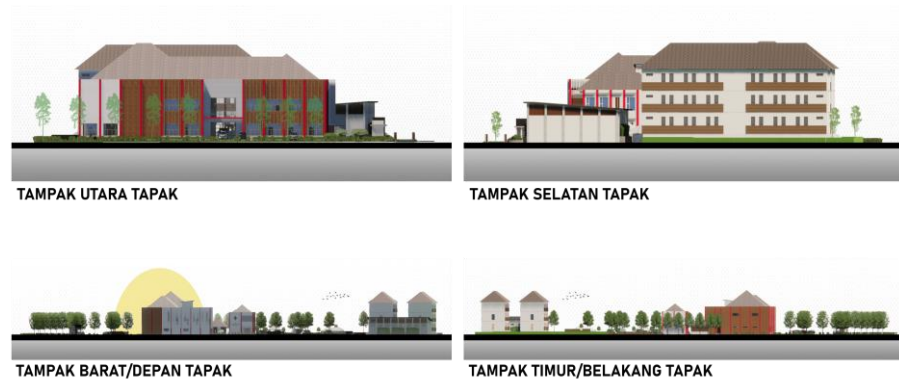 TAMPAK UTARA TAPAK
TAMPAK SELATAN TAPAK
TAMPAK BARAT/DEPAN TAPAK
TAMPAK TIMUR/BELAKANG TAPAK